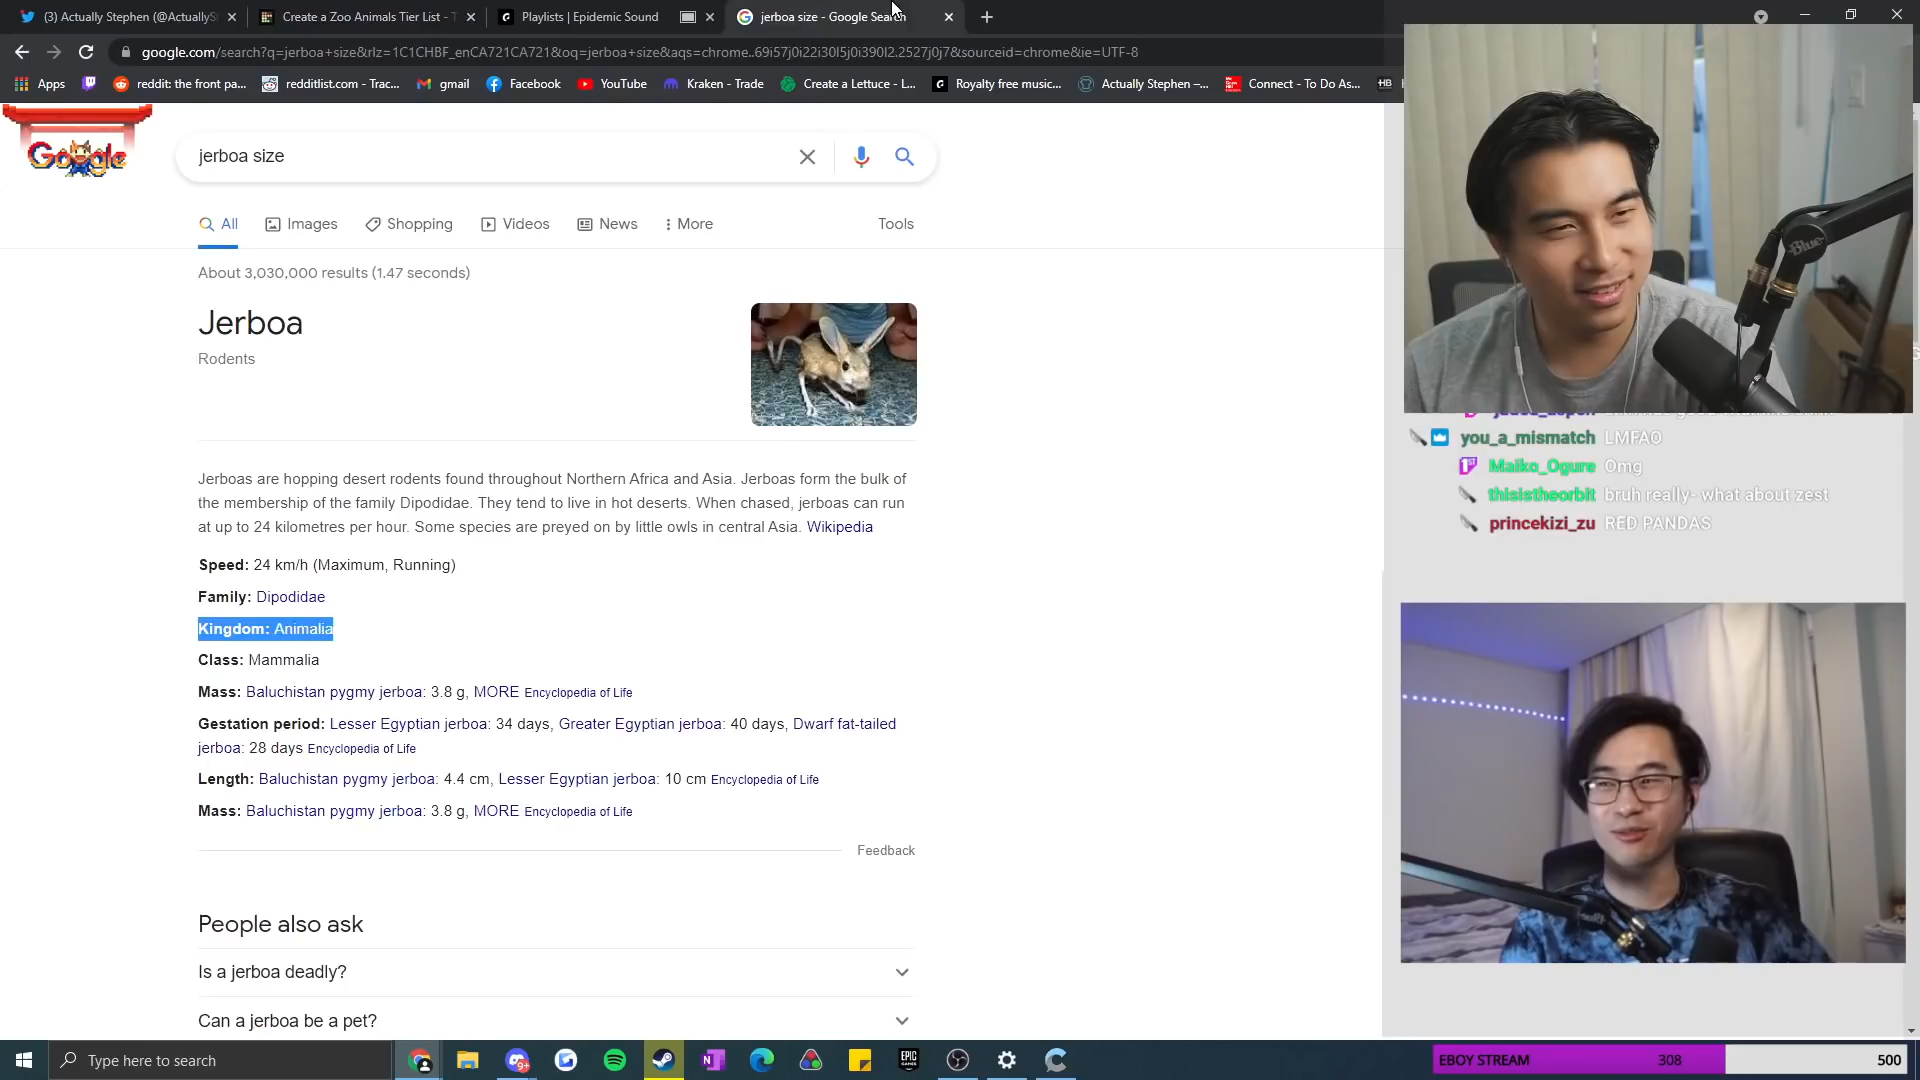 (3) Actually Stephen (@ActuallyS
Create a Zoo Animals Tier List - T
Playlists | Epidemic Sound
jerboa size - Google Search
google.com/search?q=jerboa+size&rlz=1C1CHBF_enCA721CA721&oq=jerboa+size&aqs=chrome..69i57j0i22i30l5j0i390l2.2527j0j7&sourceid=chrome&ie=UTF-8
Apps
reddit: the front pa...
redditlist.com - Trac...
gmail
Facebook
YouTube
Kraken - Trade
Create a Lettuce - L...
Royalty free music...
Actually Stephen –...
Connect - To Do As...
HB
Google
jerboa size
All
Images
Shopping
Videos
News
More
Tools
About 3,030,000 results (1.47 seconds)
Jerboa
Rodents
Jerboas are hopping desert rodents found throughout Northern Africa and Asia. Jerboas form the bulk of
the membership of the family Dipodidae. They tend to live in hot deserts. When chased, jerboas can run
at up to 24 kilometres per hour. Some species are preyed on by little owls in central Asia. Wikipedia
Speed: 24 km/h (Maximum, Running)
Family: Dipodidae
Kingdom: Animalia
Class: Mammalia
Mass: Baluchistan pygmy jerboa: 3.8 g, MORE Encyclopedia of Life
Gestation period: Lesser Egyptian jerboa: 34 days, Greater Egyptian jerboa: 40 days, Dwarf fat-tailed
jerboa: 28 days Encyclopedia of Life
Length: Baluchistan pygmy jerboa: 4.4 cm, Lesser Egyptian jerboa: 10 cm Encyclopedia of Life
Mass: Baluchistan pygmy jerboa: 3.8 g, MORE Encyclopedia of Life
Feedback
People also ask
Is a jerboa deadly?
Can a jerboa be a pet?
Blue
you_a_mismatch LMFAO
Maiko_Ogure Omg
thisistheorbit bruh really- what about zest
princekizi_zu RED PANDAS
Type here to search
9+
N
EPIC
GAMES
EBOY STREAM 308 500